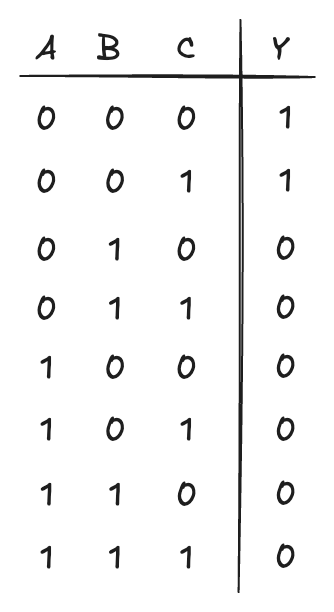 A B C Y
0 0 0 1
0 0 1 1
0 1 0 0
0 1 1 0
1 0 0 0
1 0 1 0
1 1 0 0
1 1 1 0